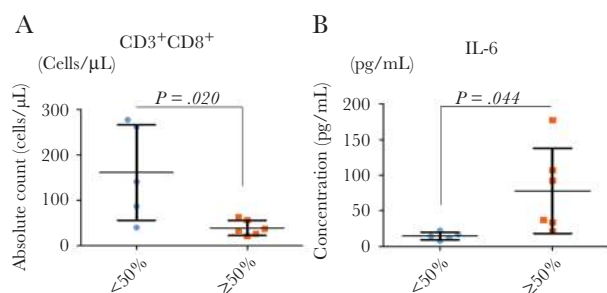 A
CD3⁺CD8⁺
(Cells/μL)
Absolute count (cells/μL)
300
200
100
0
P = .020
<50%
≥50%
B
IL-6
(pg/mL)
Concentration (pg/mL)
200
150
100
50
0
P = .044
<50%
≥50%